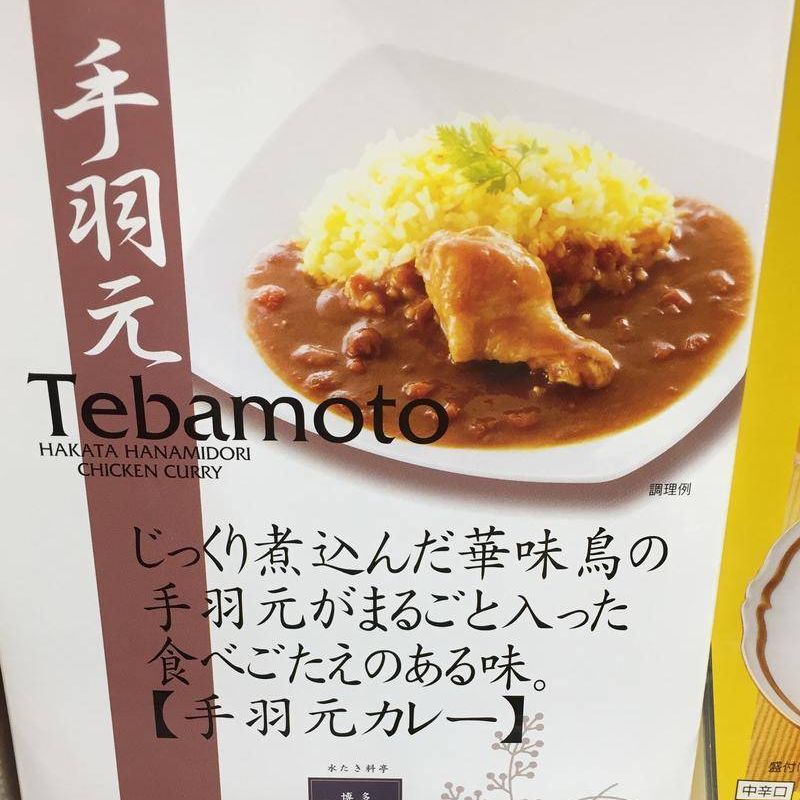 手羽元
Tebamoto
HAKATA HANAMIDORI
CHICKEN CURRY
調理例
じっくり煮込んだ華味鳥の
手羽元がまるごと入った
食べごたえのある味。
【手羽元カレー】
水たき料亭
博多
盛付
中辛口